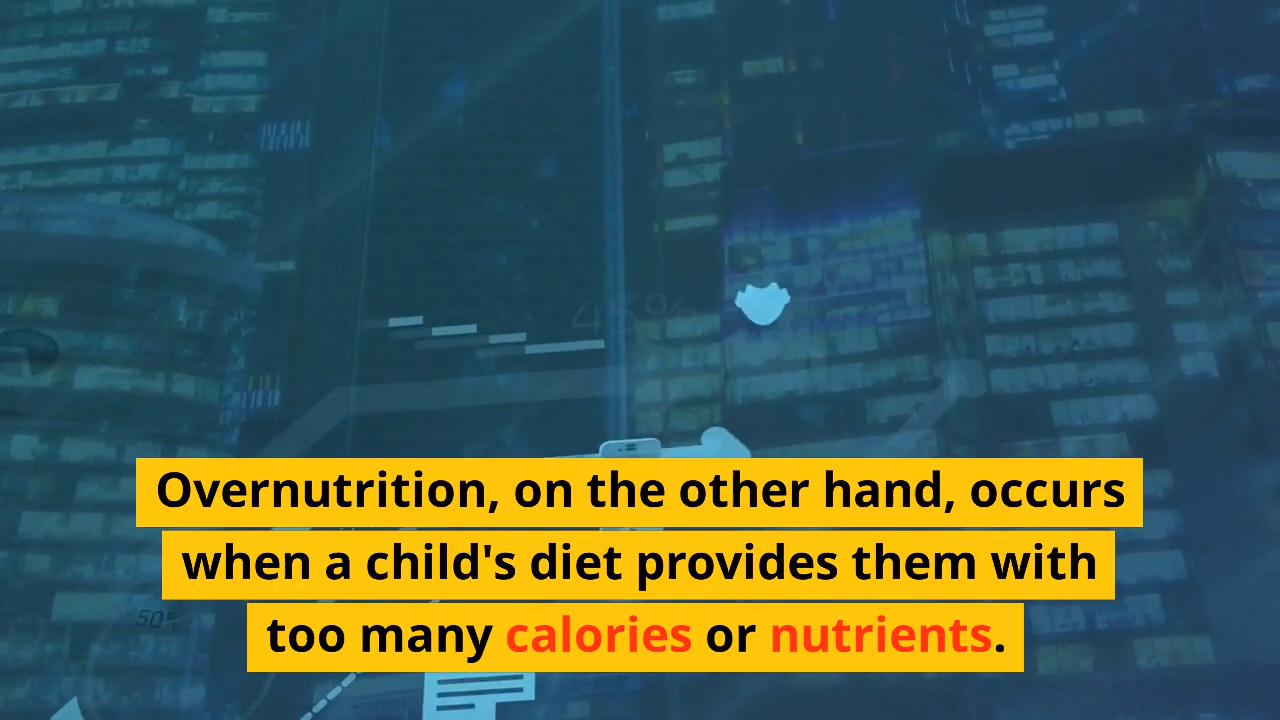 Overnutrition, on the other hand, occurs
when a child's diet provides them with
too many calories or nutrients.